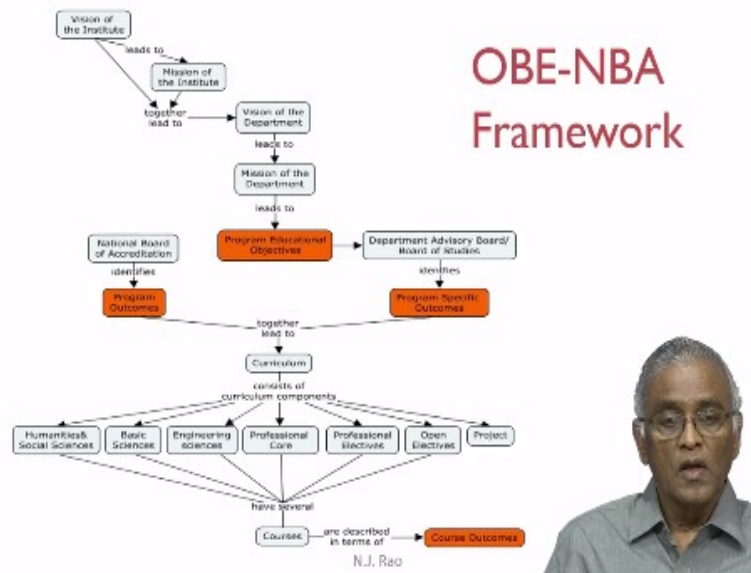 Vision of
the Institute
leads to
Mission of
the Institute
together
lead to
Vision of the
Department
leads to
Mission of the
Department
leads to
OBE-NBA
Framework
National Board
of Accreditation
Program Educational
Objectives
Department Advisory Board/
Board of Studies
identifies
identifies
Program
Outcomes
Program Specific
Outcomes
together
lead to
Curriculum
consists of
curriculum components
Humanities&
Social Sciences
Basic
Sciences
Engineering
sciences
Professional
Core
Professional
Electives
Open
Electives
Project
have several
Courses
are described
in terms of
Course Outcomes
N.J. Rao